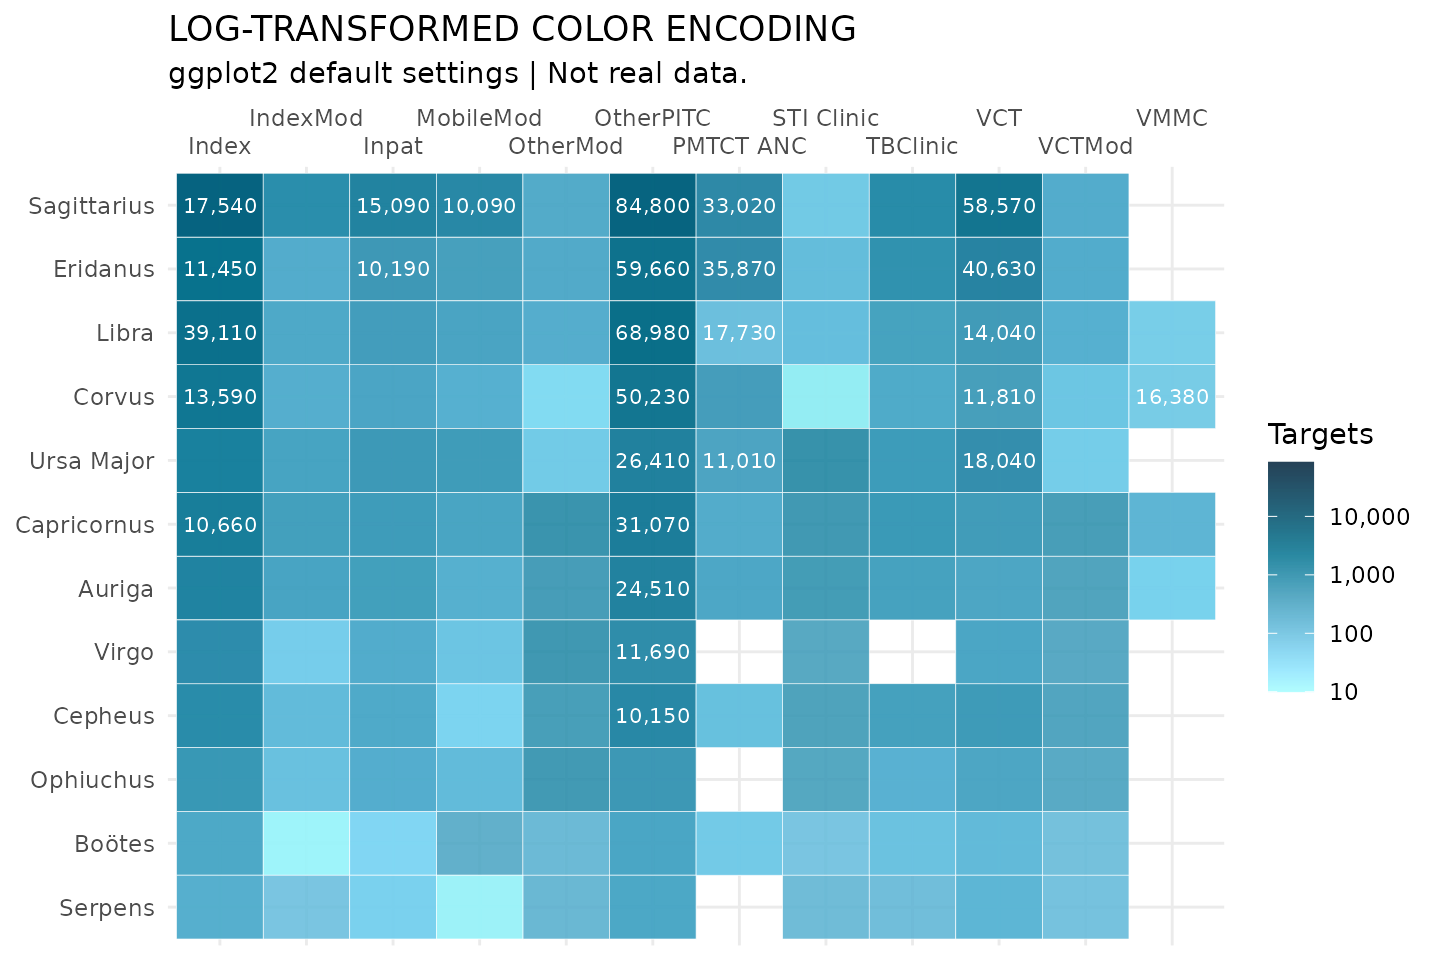 LOG-TRANSFORMED COLOR ENCODING
ggplot2 default settings | Not real data.
IndexMod MobileMod OtherPITC STI Clinic VCT VMMC
Index Inpat OtherMod PMTCT ANC TBClinic VCTMod
Sagittarius 17,540 15,090 10,090 84,800 33,020 58,570
Eridanus 11,450 10,190 59,660 35,870 40,630
Libra 39,110 68,980 17,730 14,040
Corvus 13,590 50,230 11,810 16,380
Ursa Major 26,410 11,010 18,040
Capricornus 10,660 31,070
Auriga 24,510
Virgo 11,690
Cepheus 10,150
Ophiuchus
Boötes
Serpens
Targets
10,000
1,000
100
10